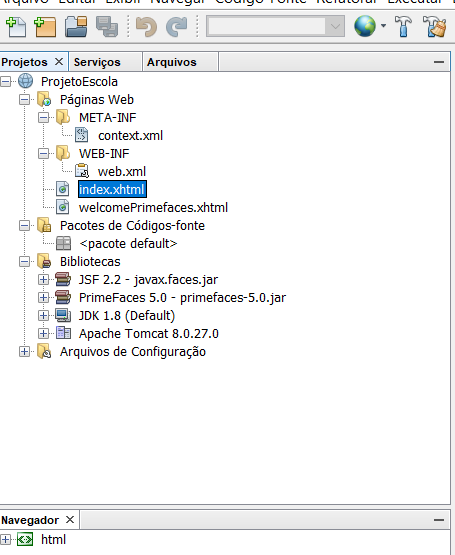 Arquivo Editar Exibir Navegar Código-Fonte Refatorar Executar
Projetos Serviços Arquivos
ProjetoEscola
Páginas Web
META-INF
context.xml
WEB-INF
web.xml
index.xhtml
welcomePrimefaces.xhtml
Pacotes de Códigos-fonte
<pacote default>
Bibliotecas
JSF 2.2 - javax.faces.jar
PrimeFaces 5.0 - primefaces-5.0.jar
JDK 1.8 (Default)
Apache Tomcat 8.0.27.0
Arquivos de Configuração
Navegador
html